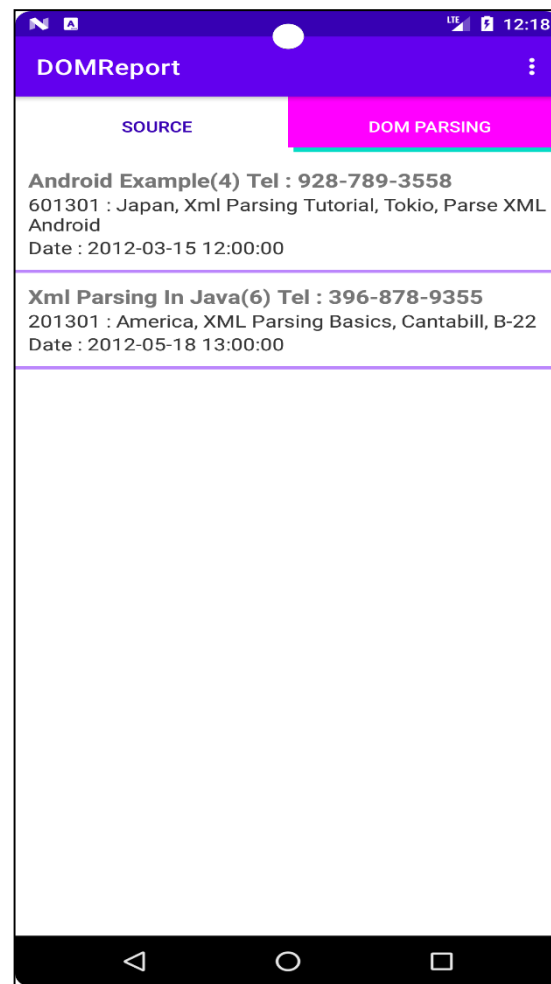 LTE 12:18
DOMReport
SOURCE DOM PARSING
Android Example(4) Tel : 928-789-3558
601301 : Japan, Xml Parsing Tutorial, Tokio, Parse XML
Android
Date : 2012-03-15 12:00:00
Xml Parsing In Java(6) Tel : 396-878-9355
201301 : America, XML Parsing Basics, Cantabill, B-22
Date : 2012-05-18 13:00:00